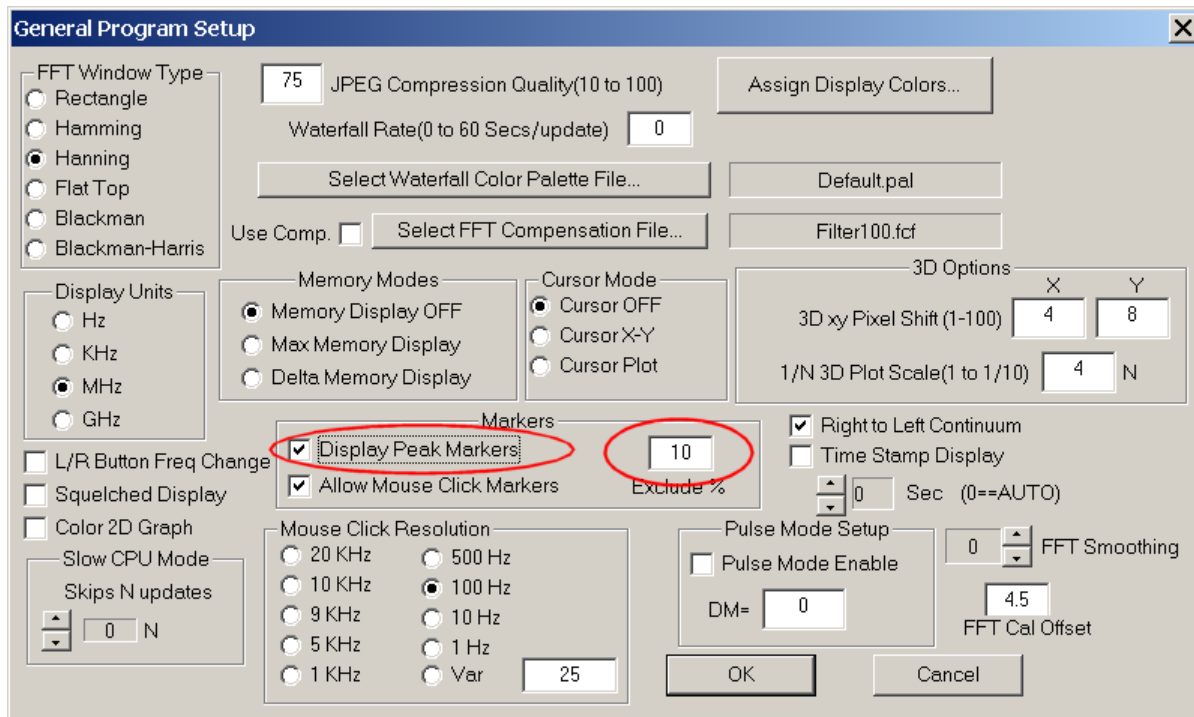 General Program Setup
FFT Window Type
Rectangle
Hamming
Hanning
Flat Top
Blackman
Blackman-Harris
75 JPEG Compression Quality(10 to 100)
Assign Display Colors...
Waterfall Rate(0 to 60 Secs/update) 0
Select Waterfall Color Palette File...
Default.pal
Use Comp.
Select FFT Compensation File...
Filter100.fcf
Display Units
Hz
KHz
MHz
GHz
Memory Modes
Memory Display OFF
Max Memory Display
Delta Memory Display
Cursor Mode
Cursor OFF
Cursor X-Y
Cursor Plot
3D Options
X Y
3D xy Pixel Shift (1-100) 4 8
1/N 3D Plot Scale(1 to 1/10) 4 N
L/R Button Freq Change
Squelched Display
Color 2D Graph
Markers
Display Peak Markers
10
Allow Mouse Click Markers
Exclude %
Right to Left Continuum
Time Stamp Display
0 Sec (0==AUTO)
Slow CPU Mode
Skips N updates
0 N
Mouse Click Resolution
20 KHz
10 KHz
9 KHz
5 KHz
1 KHz
500 Hz
100 Hz
10 Hz
1 Hz
Var 25
Pulse Mode Setup
Pulse Mode Enable
DM= 0
0 FFT Smoothing
4.5
FFT Cal Offset
OK
Cancel